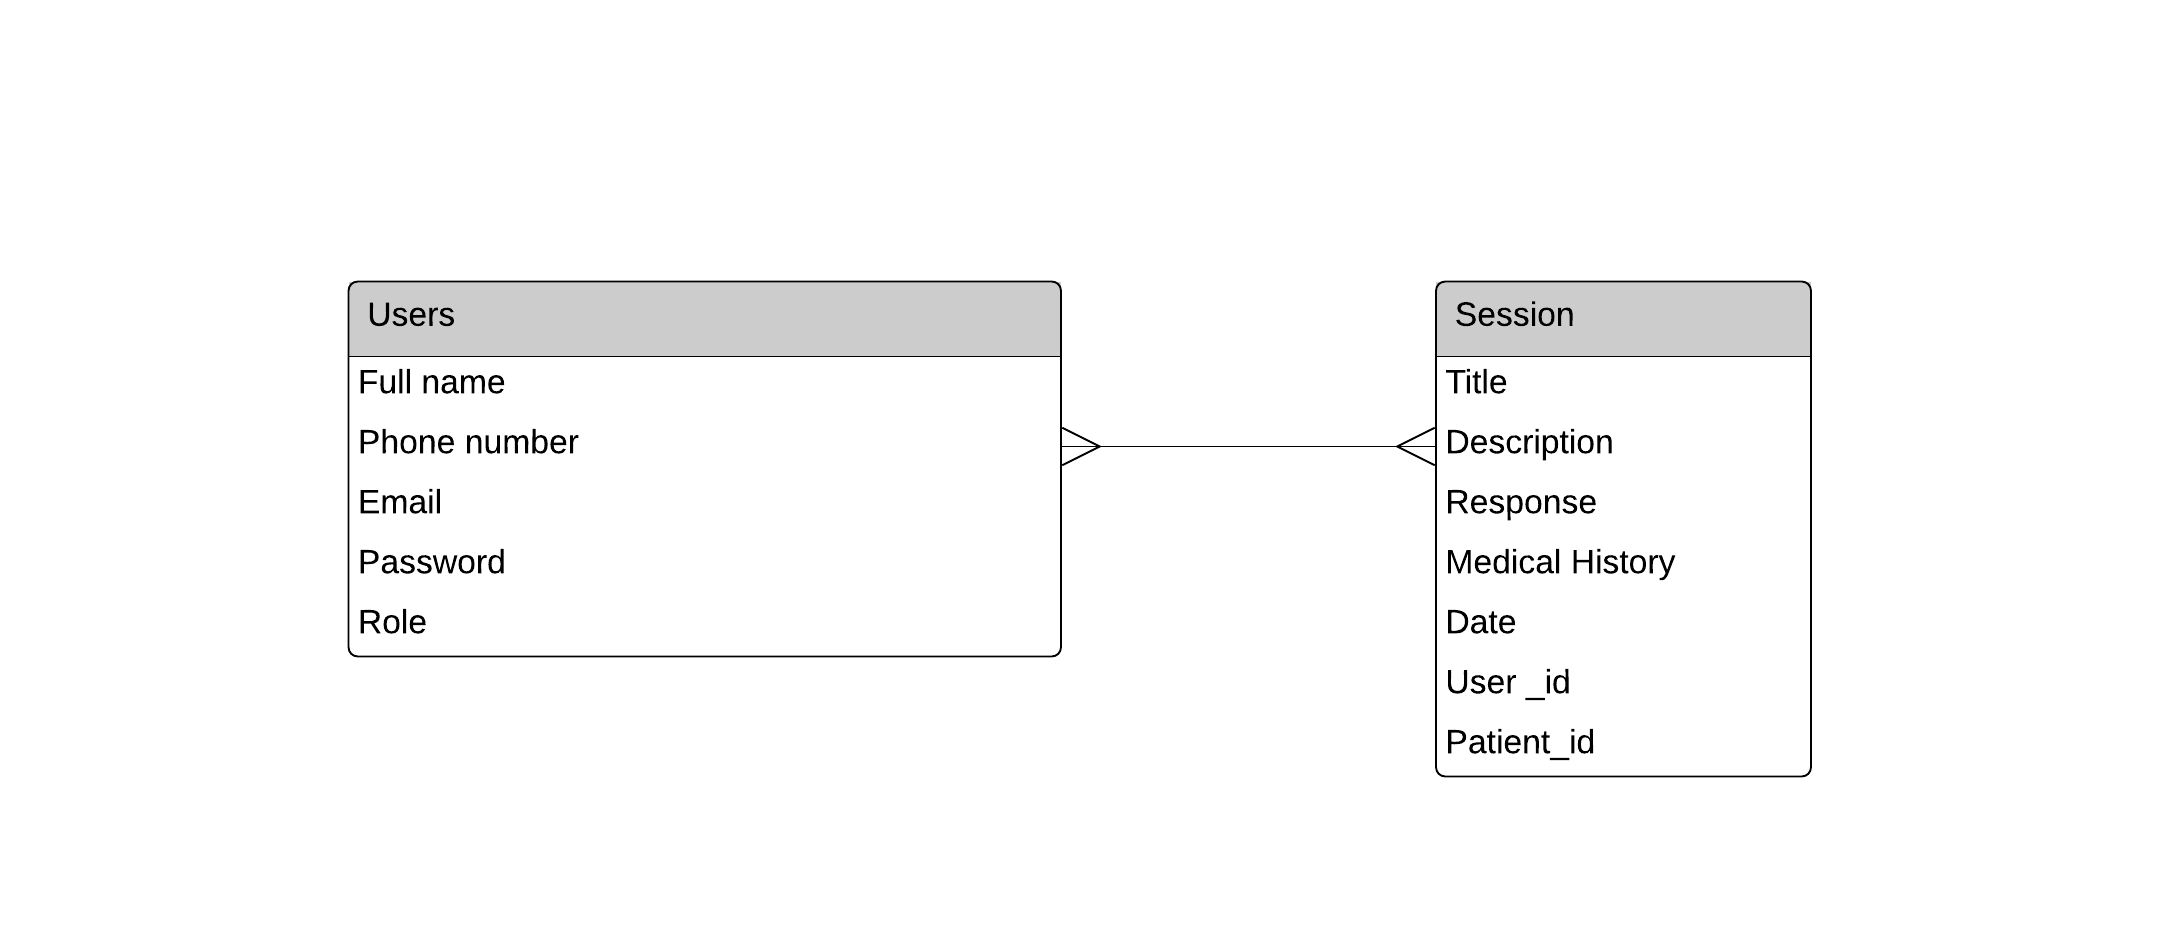 Users
Full name
Phone number
Email
Password
Role
Session
Title
Description
Response
Medical History
Date
User _id
Patient_id